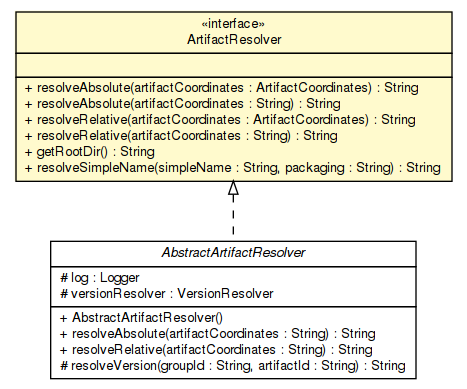 «interface»
ArtifactResolver
+ resolveAbsolute(artifactCoordinates : ArtifactCoordinates) : String
+ resolveAbsolute(artifactCoordinates : String) : String
+ resolveRelative(artifactCoordinates : ArtifactCoordinates) : String
+ resolveRelative(artifactCoordinates : String) : String
+ getRootDir() : String
+ resolveSimpleName(simpleName : String, packaging : String) : String
AbstractArtifactResolver
# log : Logger
# versionResolver : VersionResolver
+ AbstractArtifactResolver()
+ resolveAbsolute(artifactCoordinates : String) : String
+ resolveRelative(artifactCoordinates : String) : String
# resolveVersion(groupId : String, artifactId : String) : String